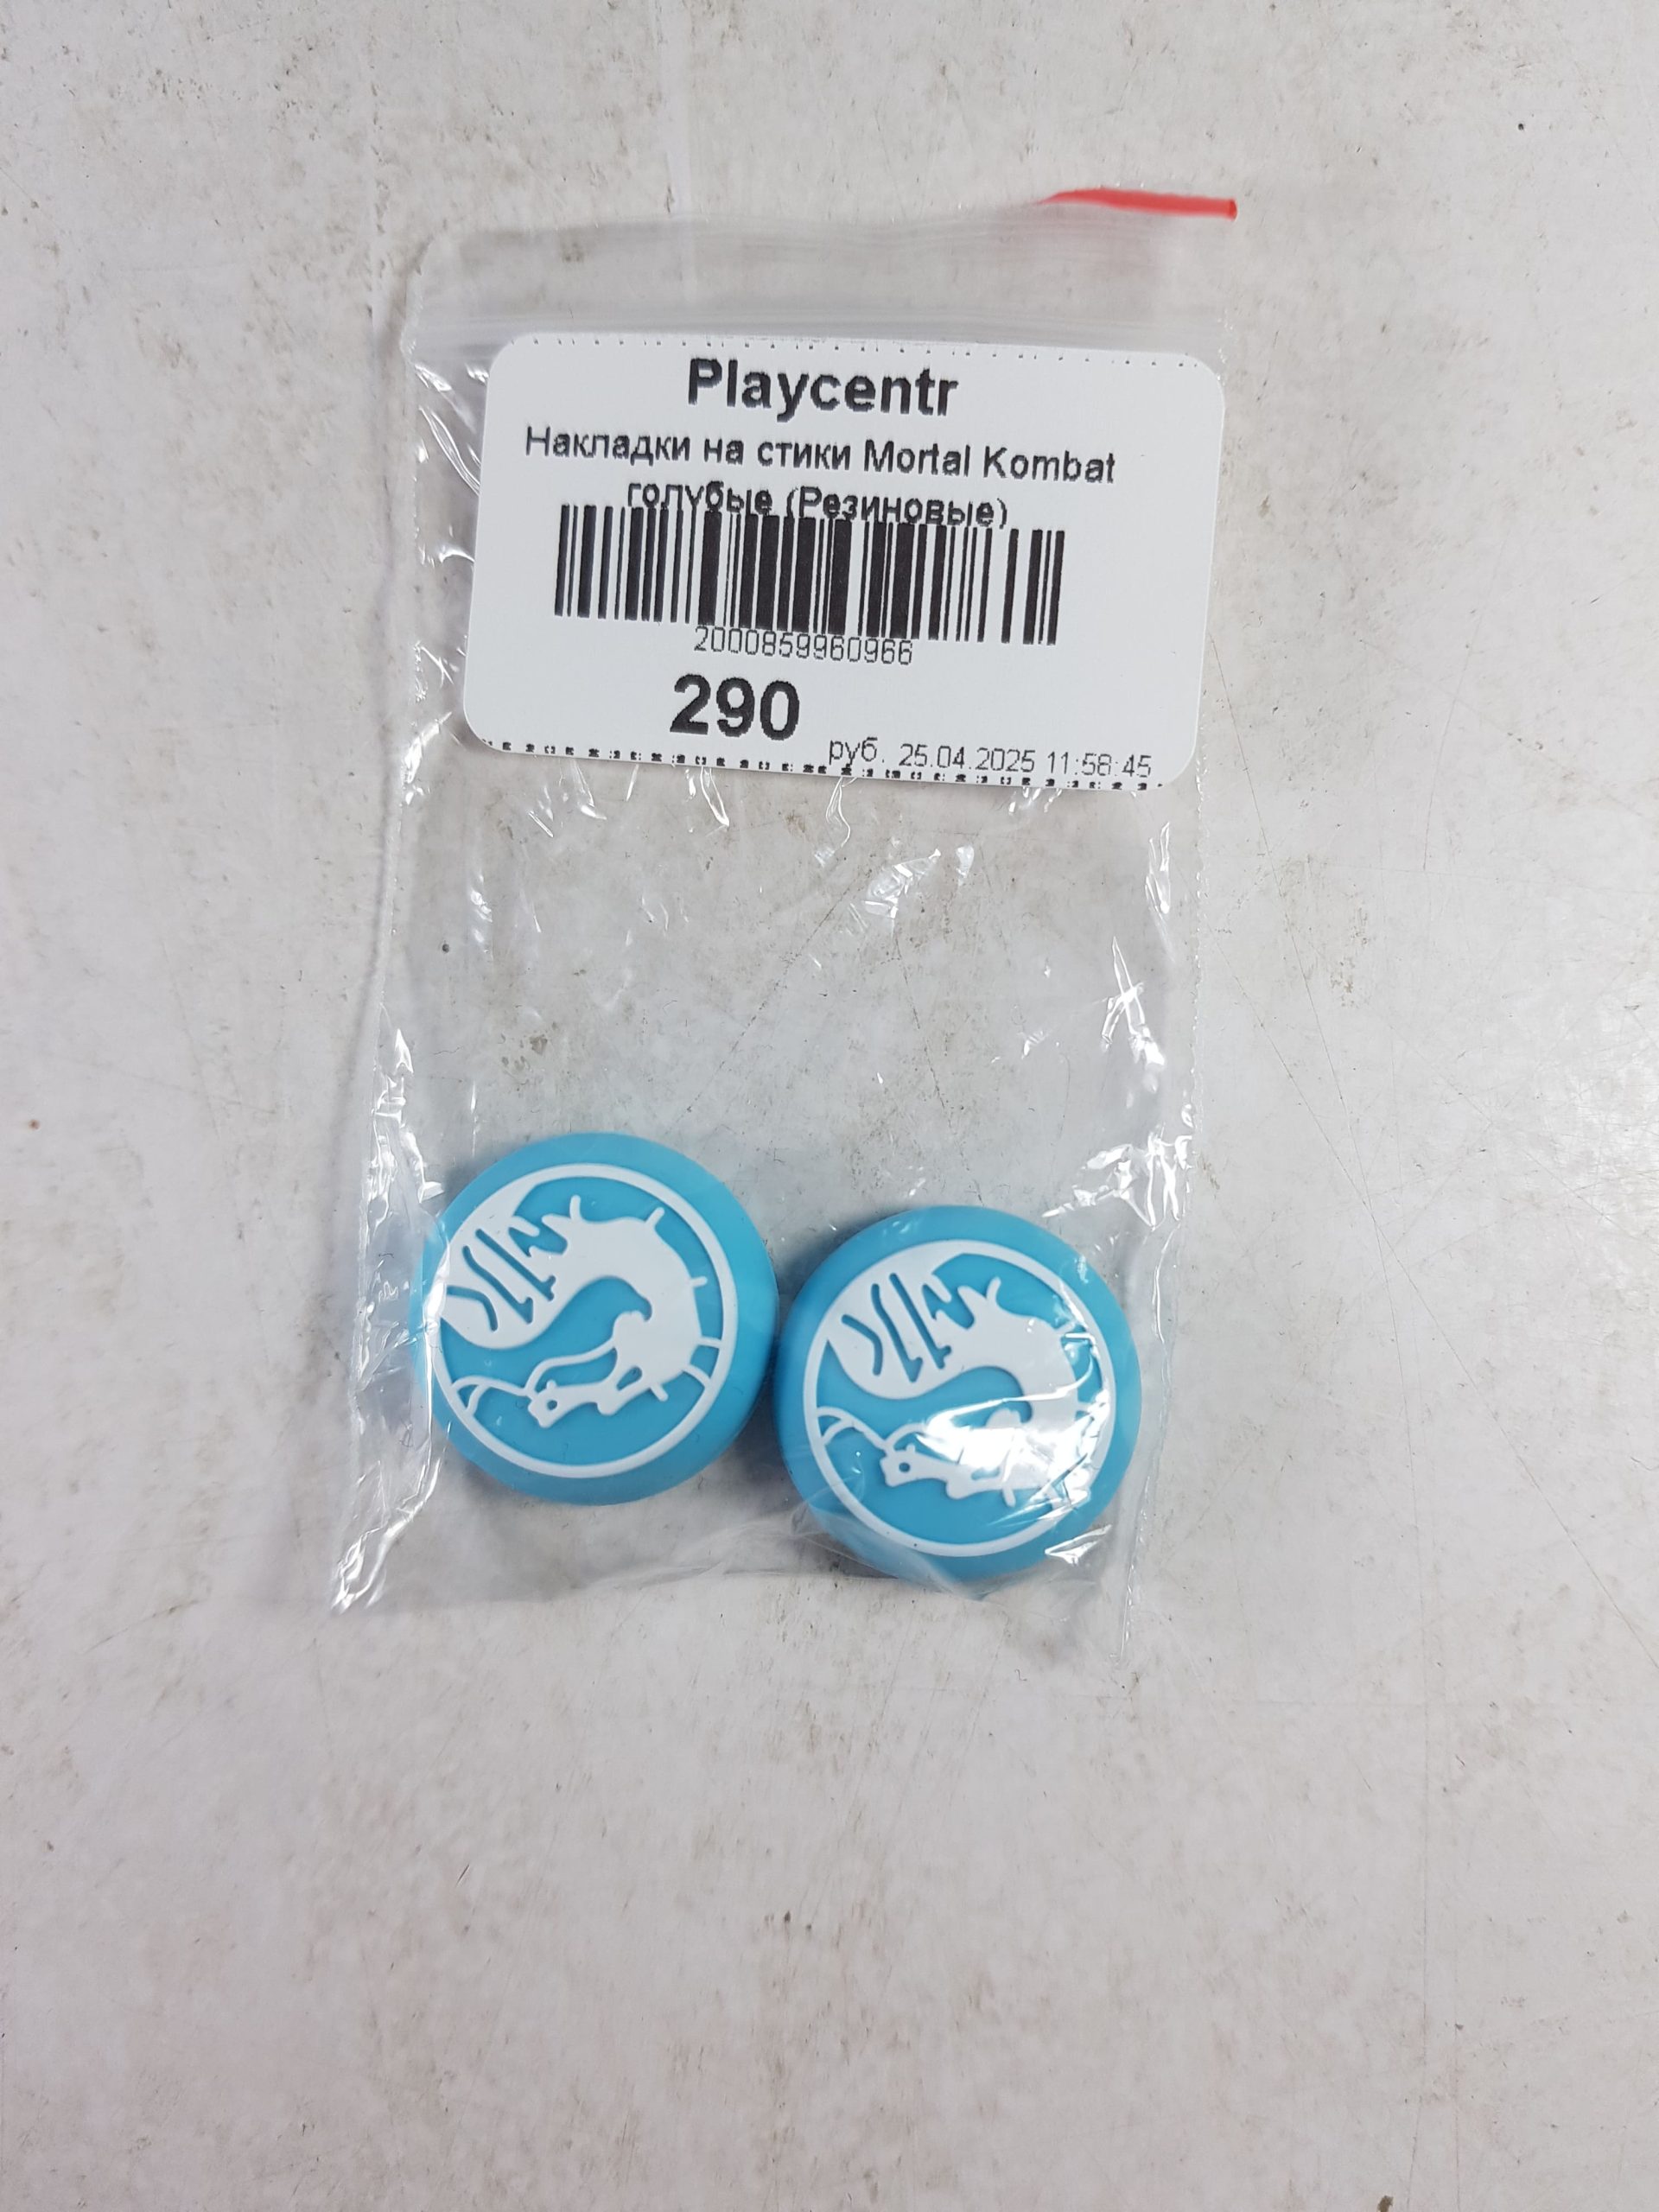 Playcentr
Накладки на стики Mortal Kombat
голубые (Резиновые)
2000859960966
290
руб. 25.04.2025 11:58:45